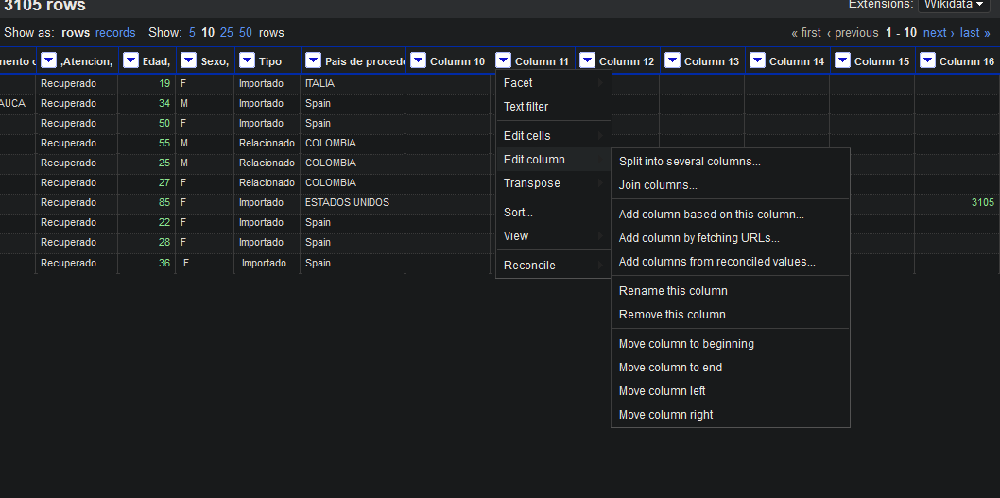 3105 rows
Extensions: Wikidata
Show as: rows records Show: 5 10 25 50 rows
« first ‹ previous 1 - 10 next › last »
mento ,Atencion, Edad, Sexo, Tipo Pais de procede Column 10 Column 11 Column 12 Column 13 Column 14 Column 15 Column 16
Recuperado 19 F Importado ITALIA
AUCA Recuperado 34 M Importado Spain
Recuperado 50 F Importado Spain
Recuperado 55 M Relacionado COLOMBIA
Recuperado 25 M Relacionado COLOMBIA
Recuperado 27 F Relacionado COLOMBIA
Recuperado 85 F Importado ESTADOS UNIDOS 3105
Recuperado 22 F Importado Spain
Recuperado 28 F Importado Spain
Recuperado 36 F Importado Spain
Facet
Text filter
Edit cells
Edit column
Transpose
Sort...
View
Reconcile
Split into several columns...
Join columns...
Add column based on this column...
Add column by fetching URLs...
Add columns from reconciled values...
Rename this column
Remove this column
Move column to beginning
Move column to end
Move column left
Move column right